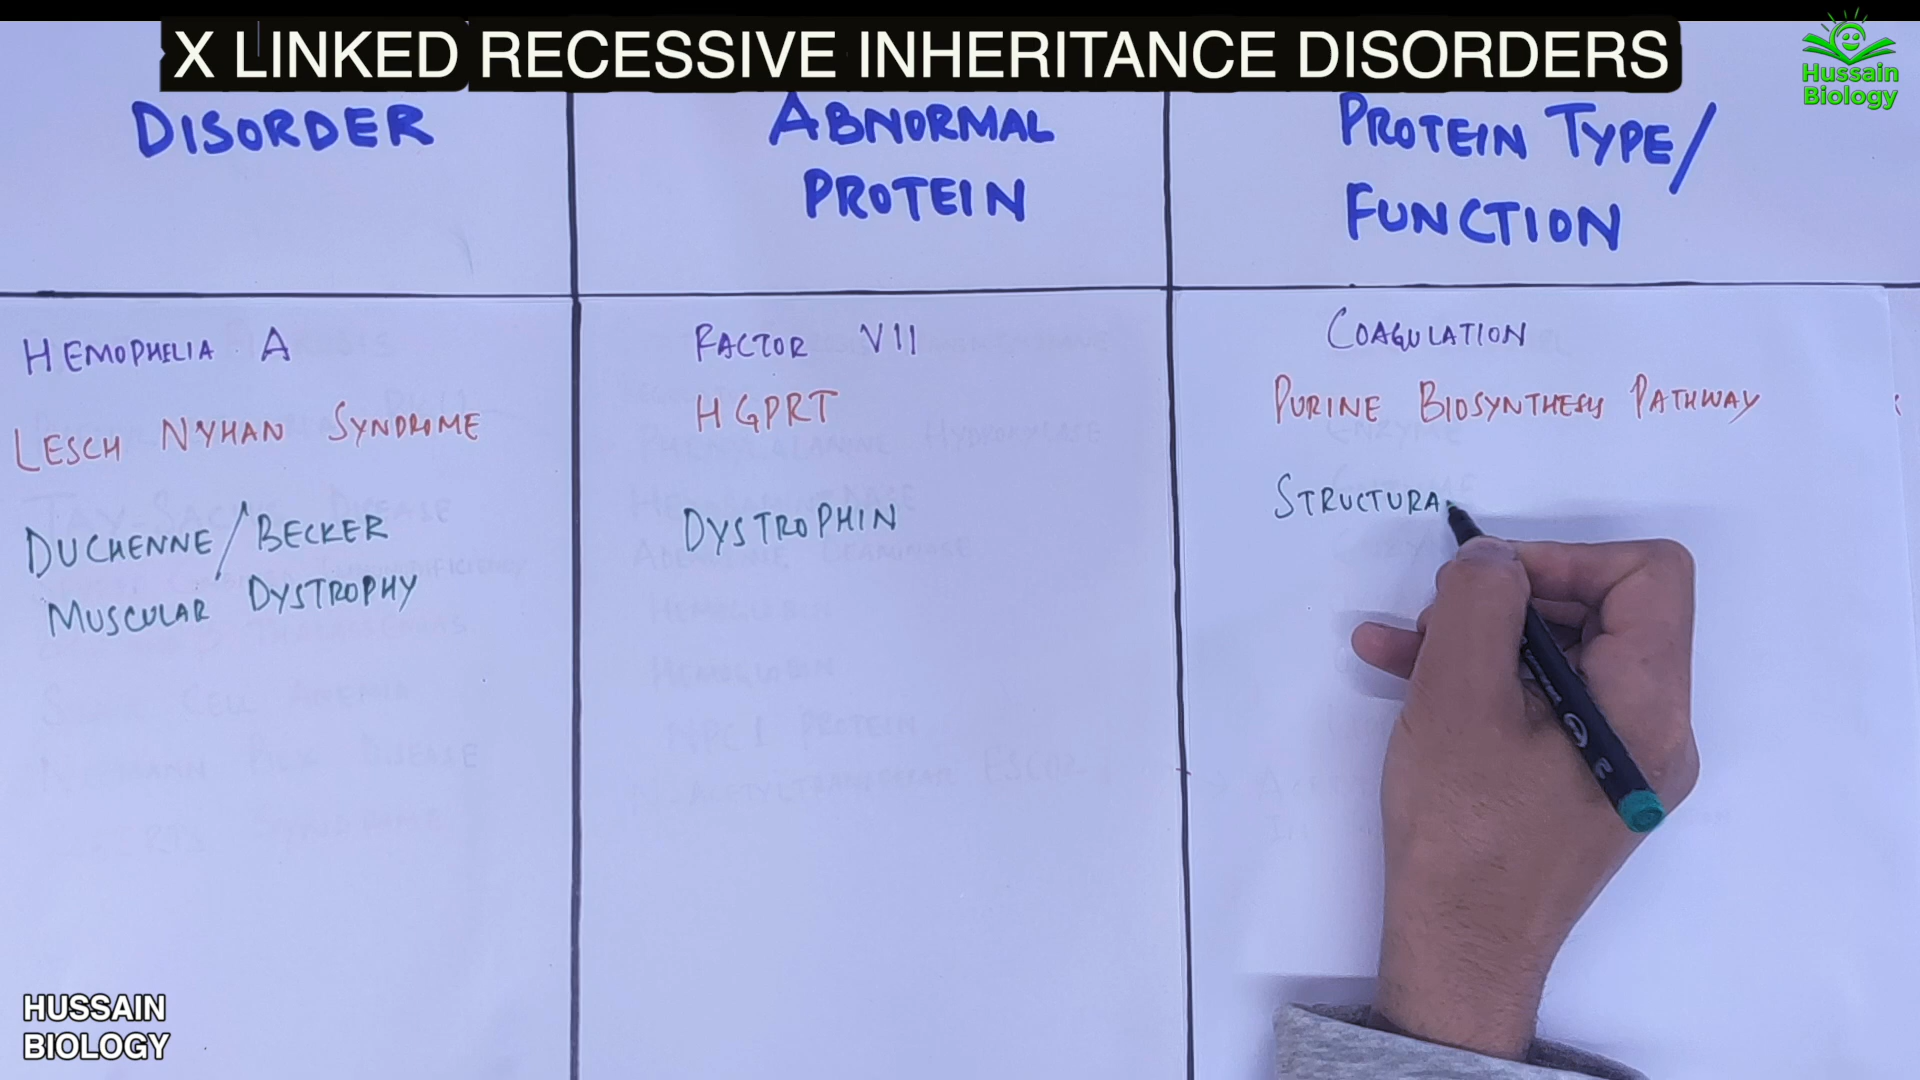 X LINKED RECESSIVE INHERITANCE DISORDERS
Hussain
Biology
DISORDER
ABNORMAL
PROTEIN
PROTEIN TYPE/
FUNCTION
HEMOPHELIA A
FACTOR VII
COAGULATION
LESCH NYHAN SYNDROME
HGPRT
PURINE BIOSYNTHESIS PATHWAY
DUCHENNE/BECKER
MUSCULAR DYSTROPHY
DYSTROPHIN
STRUCTURA
HUSSAIN
BIOLOGY